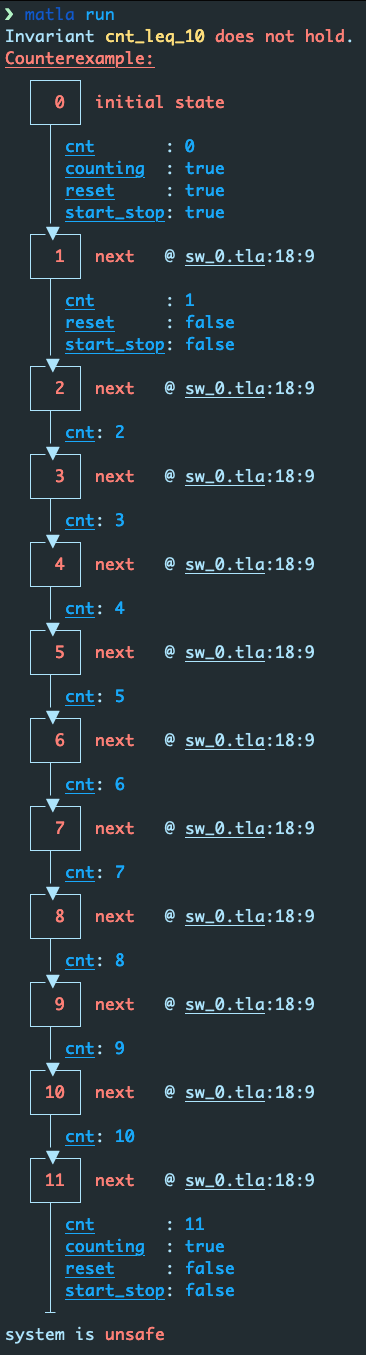 ❯ matla run
Invariant cnt_leq_10 does not hold.
Counterexample:
0 initial state
cnt : 0
counting : true
reset : true
start_stop: true
1 next @ sw_0.tla:18:9
cnt : 1
reset : false
start_stop: false
2 next @ sw_0.tla:18:9
cnt: 2
3 next @ sw_0.tla:18:9
cnt: 3
4 next @ sw_0.tla:18:9
cnt: 4
5 next @ sw_0.tla:18:9
cnt: 5
6 next @ sw_0.tla:18:9
cnt: 6
7 next @ sw_0.tla:18:9
cnt: 7
8 next @ sw_0.tla:18:9
cnt: 8
9 next @ sw_0.tla:18:9
cnt: 9
10 next @ sw_0.tla:18:9
cnt: 10
11 next @ sw_0.tla:18:9
cnt : 11
counting : true
reset : false
start_stop: false
system is unsafe